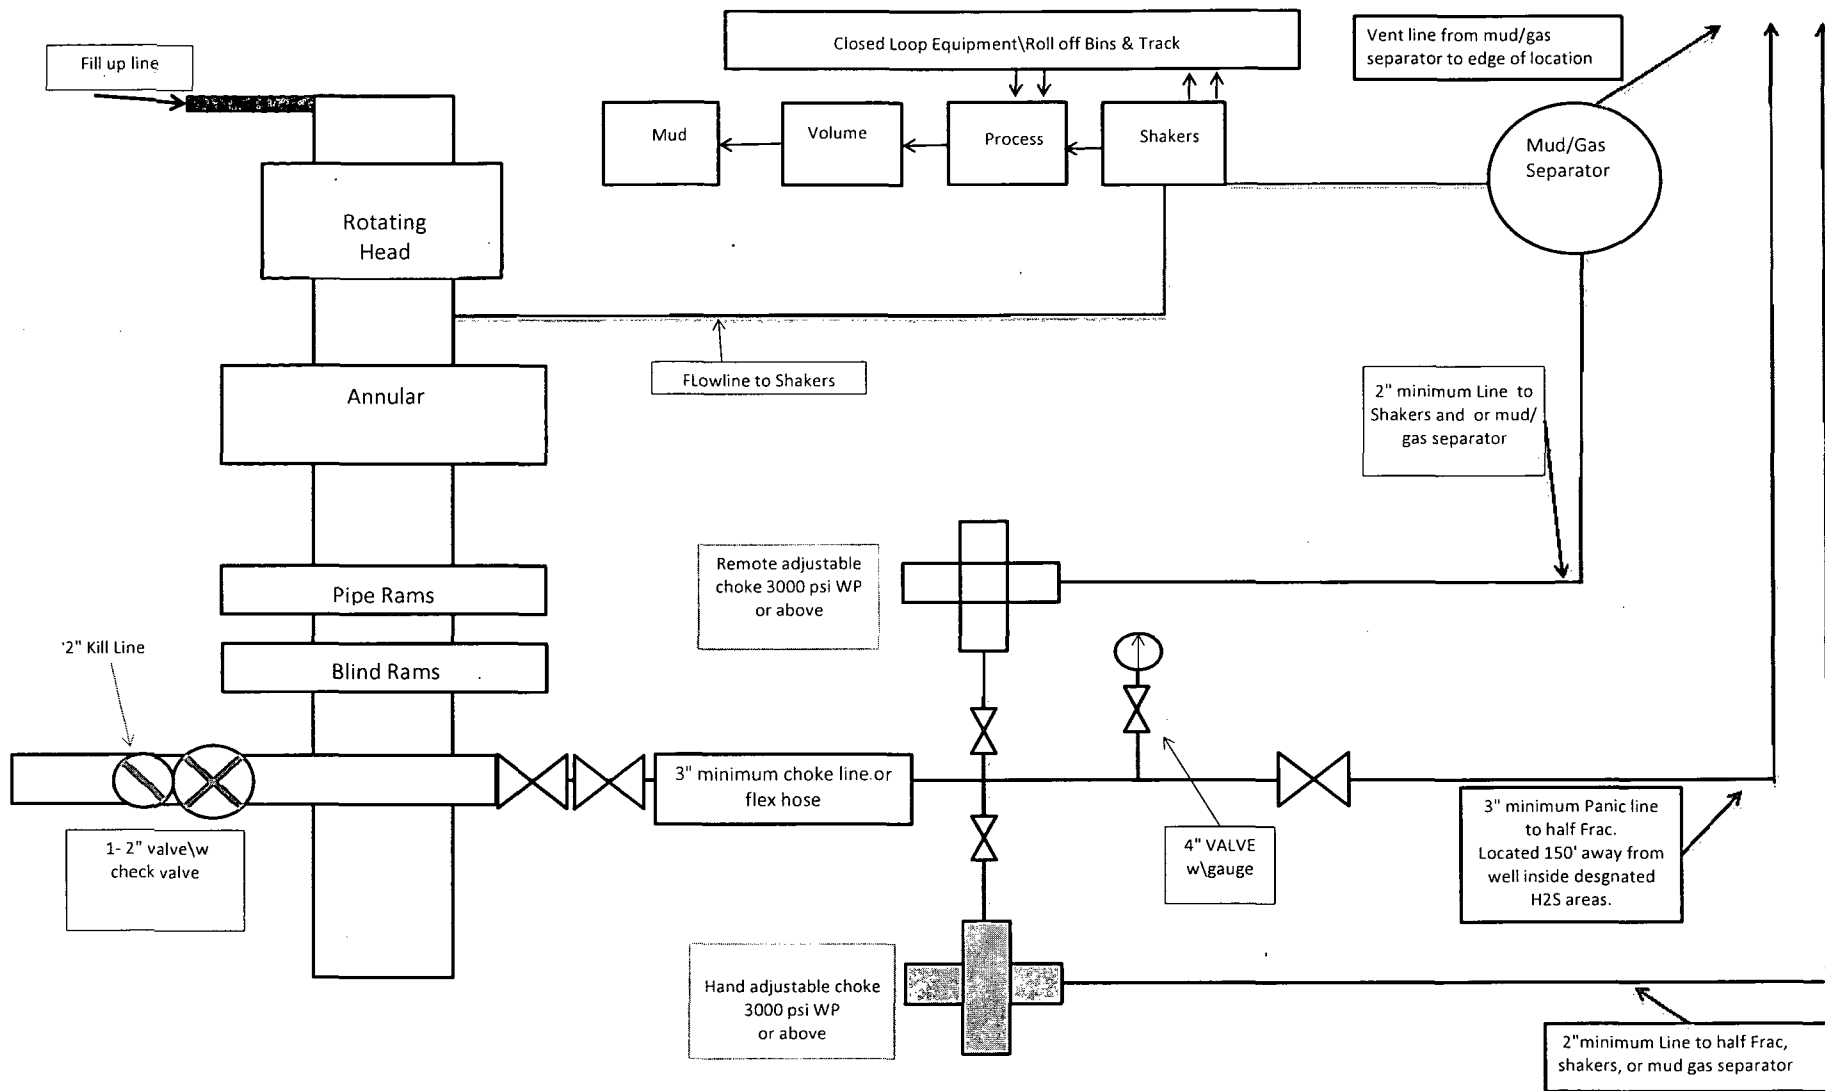 Closed Loop Equipment\Roll off Bins & Track
Vent line from mud/gas
separator to edge of location
Fill up line
Mud
Volume
Process
Shakers
Mud/Gas
Separator
Rotating
Head
FLowline to Shakers
Annular
2" minimum Line to
Shakers and or mud/
gas separator
Remote adjustable
choke 3000 psi WP
or above
Pipe Rams
'2" Kill Line
Blind Rams
3" minimum choke line or
flex hose
1- 2" valve\w
check valve
4" VALVE
w\gauge
3" minimum Panic line
to half Frac.
Located 150' away from
well inside desgnated
H2S areas.
Hand adjustable choke
3000 psi WP
or above
2"minimum Line to half Frac,
shakers, or mud gas separator